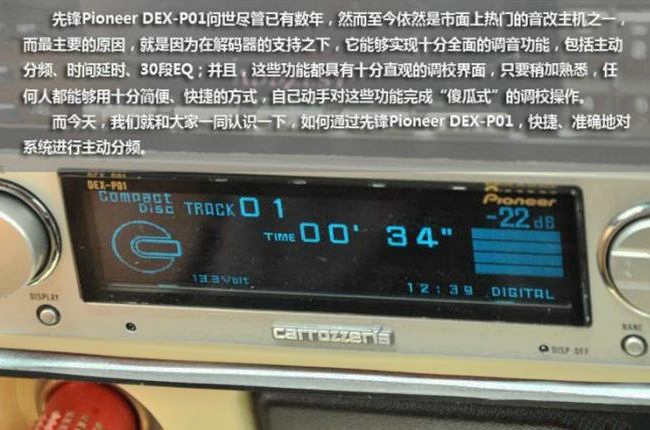 先锋Pioneer DEX-P01问世尽管已有数年，然而至今依然是市面上热门的音改主机之一，
而最主要的原因，就是因为在解码器的支持之下，它能够实现十分全面的调音功能，包括主动
分频、时间延时、30段EQ；并且，这些功能都具有十分直观的调校界面，只要稍加熟悉，任
何人都能够用十分简便、快捷的方式，自己动手对这些功能完成“傻瓜式”的调校操作。
而今天，我们就和大家一同认识一下，如何通过先锋Pioneer DEX-P01，快捷、准确地对
系统进行主动分频。
DEX-P01
Pioneer
Compact
Disc TRACK 01
-22 dB
TIME 00' 34"
13.9Volt
12:39 DIGITAL
DISPLAY
carrozzeria
BAND
DISP OFF